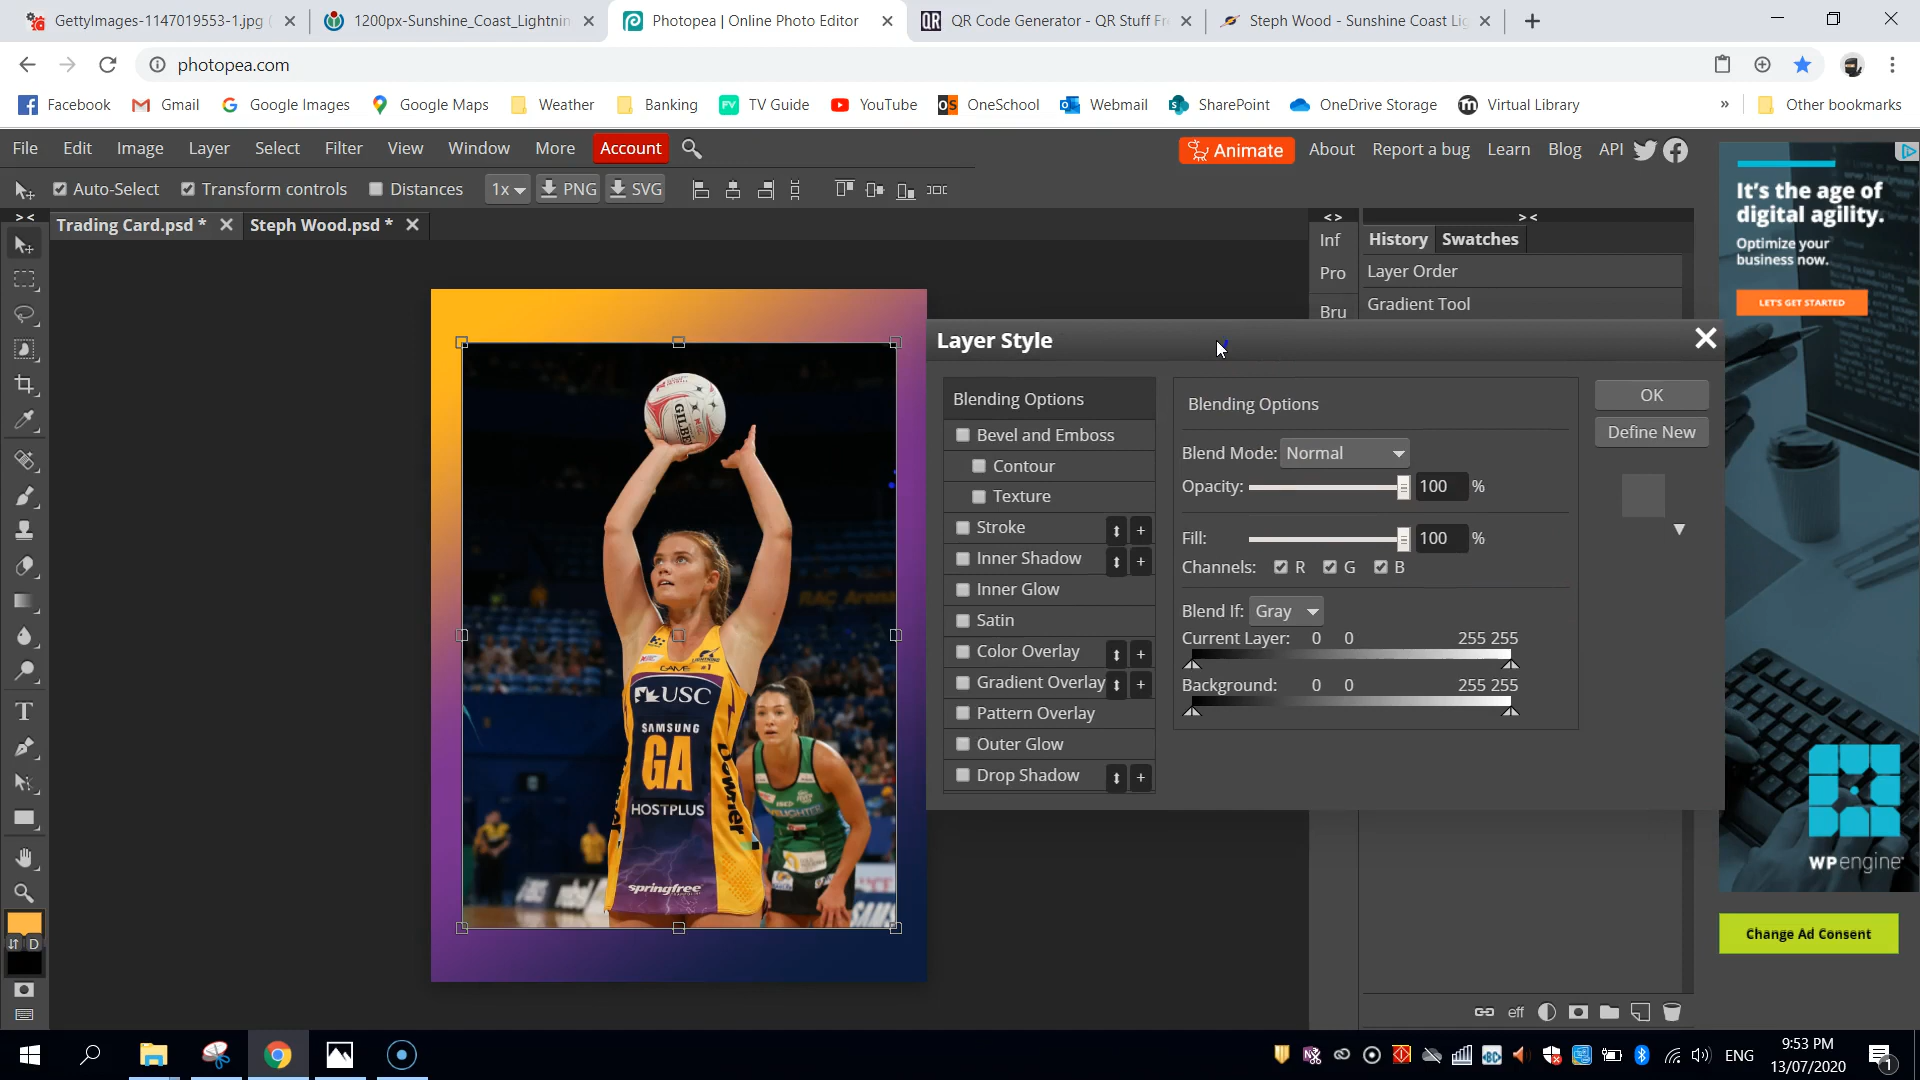 GettyImages-1147019553-1.jpg (
1200px-Sunshine_Coast_Lightnin
Photopea | Online Photo Editor
QR
QR Code Generator - QR Stuff Fr
Steph Wood - Sunshine Coast Lig
photopea.com
Facebook
Gmail
Google Images
Google Maps
Weather
Banking
FV
TV Guide
YouTube
OS
OneSchool
Webmail
SharePoint
OneDrive Storage
Virtual Library
»
Other bookmarks
File Edit Image Layer Select Filter View Window More Account
Animate
About Report a bug Learn Blog API
Auto-Select Transform controls Distances 1x PNG SVG
Trading Card.psd * Steph Wood.psd *
Inf
Pro
Bru
History Swatches
Layer Order
Gradient Tool
Layer Style
Blending Options
Bevel and Emboss
Contour
Texture
Stroke
Inner Shadow
Inner Glow
Satin
Color Overlay
Gradient Overlay
Pattern Overlay
Outer Glow
Drop Shadow
Blending Options
Blend Mode: Normal
Opacity: 100 %
Fill: 100 %
Channels: R G B
Blend If: Gray
Current Layer: 0 0 255 255
Background: 0 0 255 255
OK
Define New
GILBE
USC
SAMSUNG
GA
HOSTPLUS
springfree
Downer
eff
D
It's the age of
digital agility.
Optimize your
business now.
LET'S GET STARTED
WPengine
Change Ad Consent
ENG
9:53 PM
13/07/2020
1